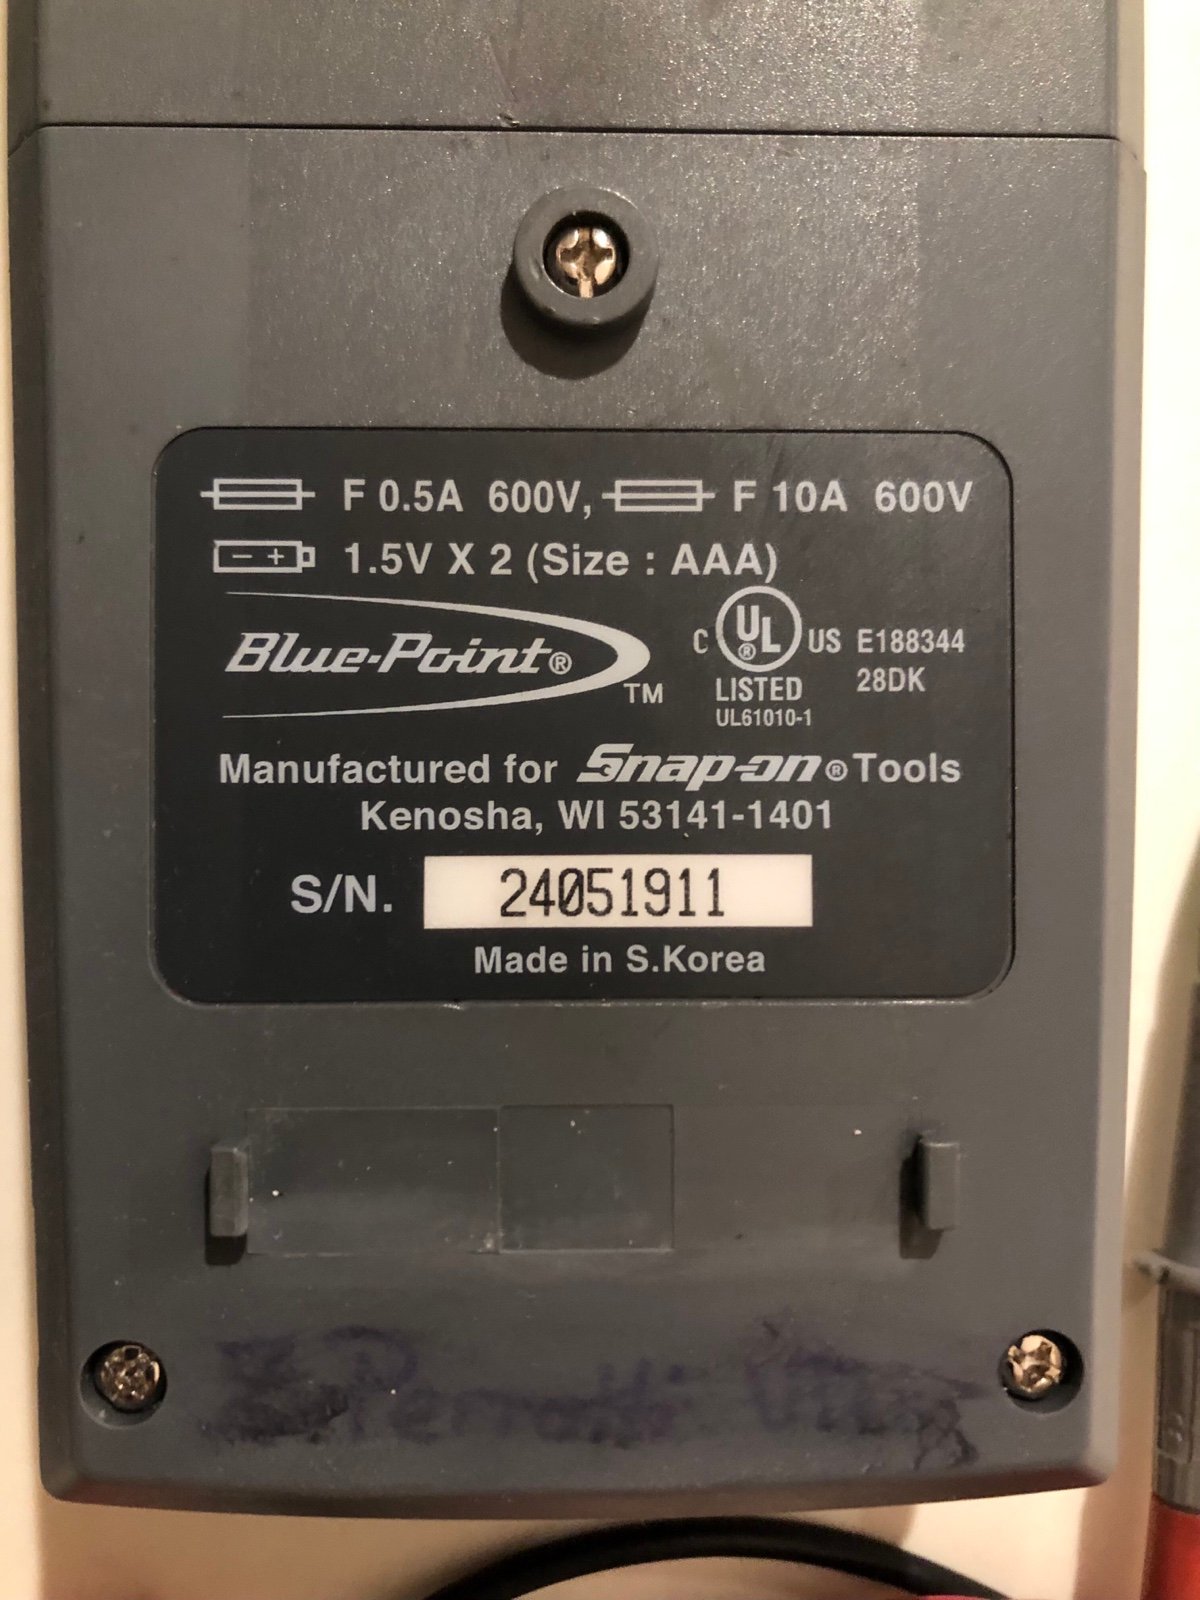 F 0.5A 600V, F 10A 600V
− + 1.5V X 2 (Size : AAA)
Blue-Point® TM
C UL® US E188344
LISTED 28DK
UL61010-1
Manufactured for Snap-on® Tools
Kenosha, WI 53141-1401
S/N. 24051911
Made in S.Korea